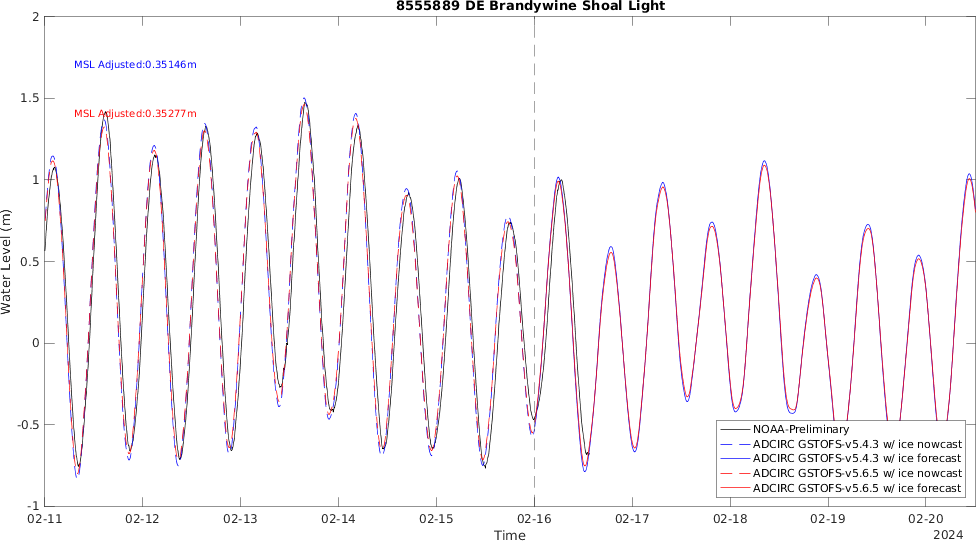 8555889 DE Brandywine Shoal Light
2
MSL Adjusted:0.35146m
1.5
MSL Adjusted:0.35277m
1
Water Level (m)
0.5
0
-0.5
-1
NOAA-Preliminary
ADCIRC GSTOFS-v5.4.3 w/ ice nowcast
ADCIRC GSTOFS-v5.4.3 w/ ice forecast
ADCIRC GSTOFS-v5.6.5 w/ ice nowcast
ADCIRC GSTOFS-v5.6.5 w/ ice forecast
02-11 02-12 02-13 02-14 02-15 02-16 02-17 02-18 02-19 02-20
Time
2024